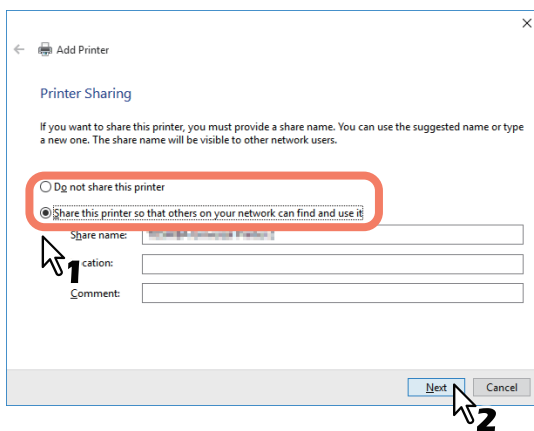 Add Printer
Printer Sharing
If you want to share this printer, you must provide a share name. You can use the suggested name or type
a new one. The share name will be visible to other network users.
Do not share this printer
Share this printer so that others on your network can find and use it
Share name:
1
cation:
Comment:
Next
Cancel
2